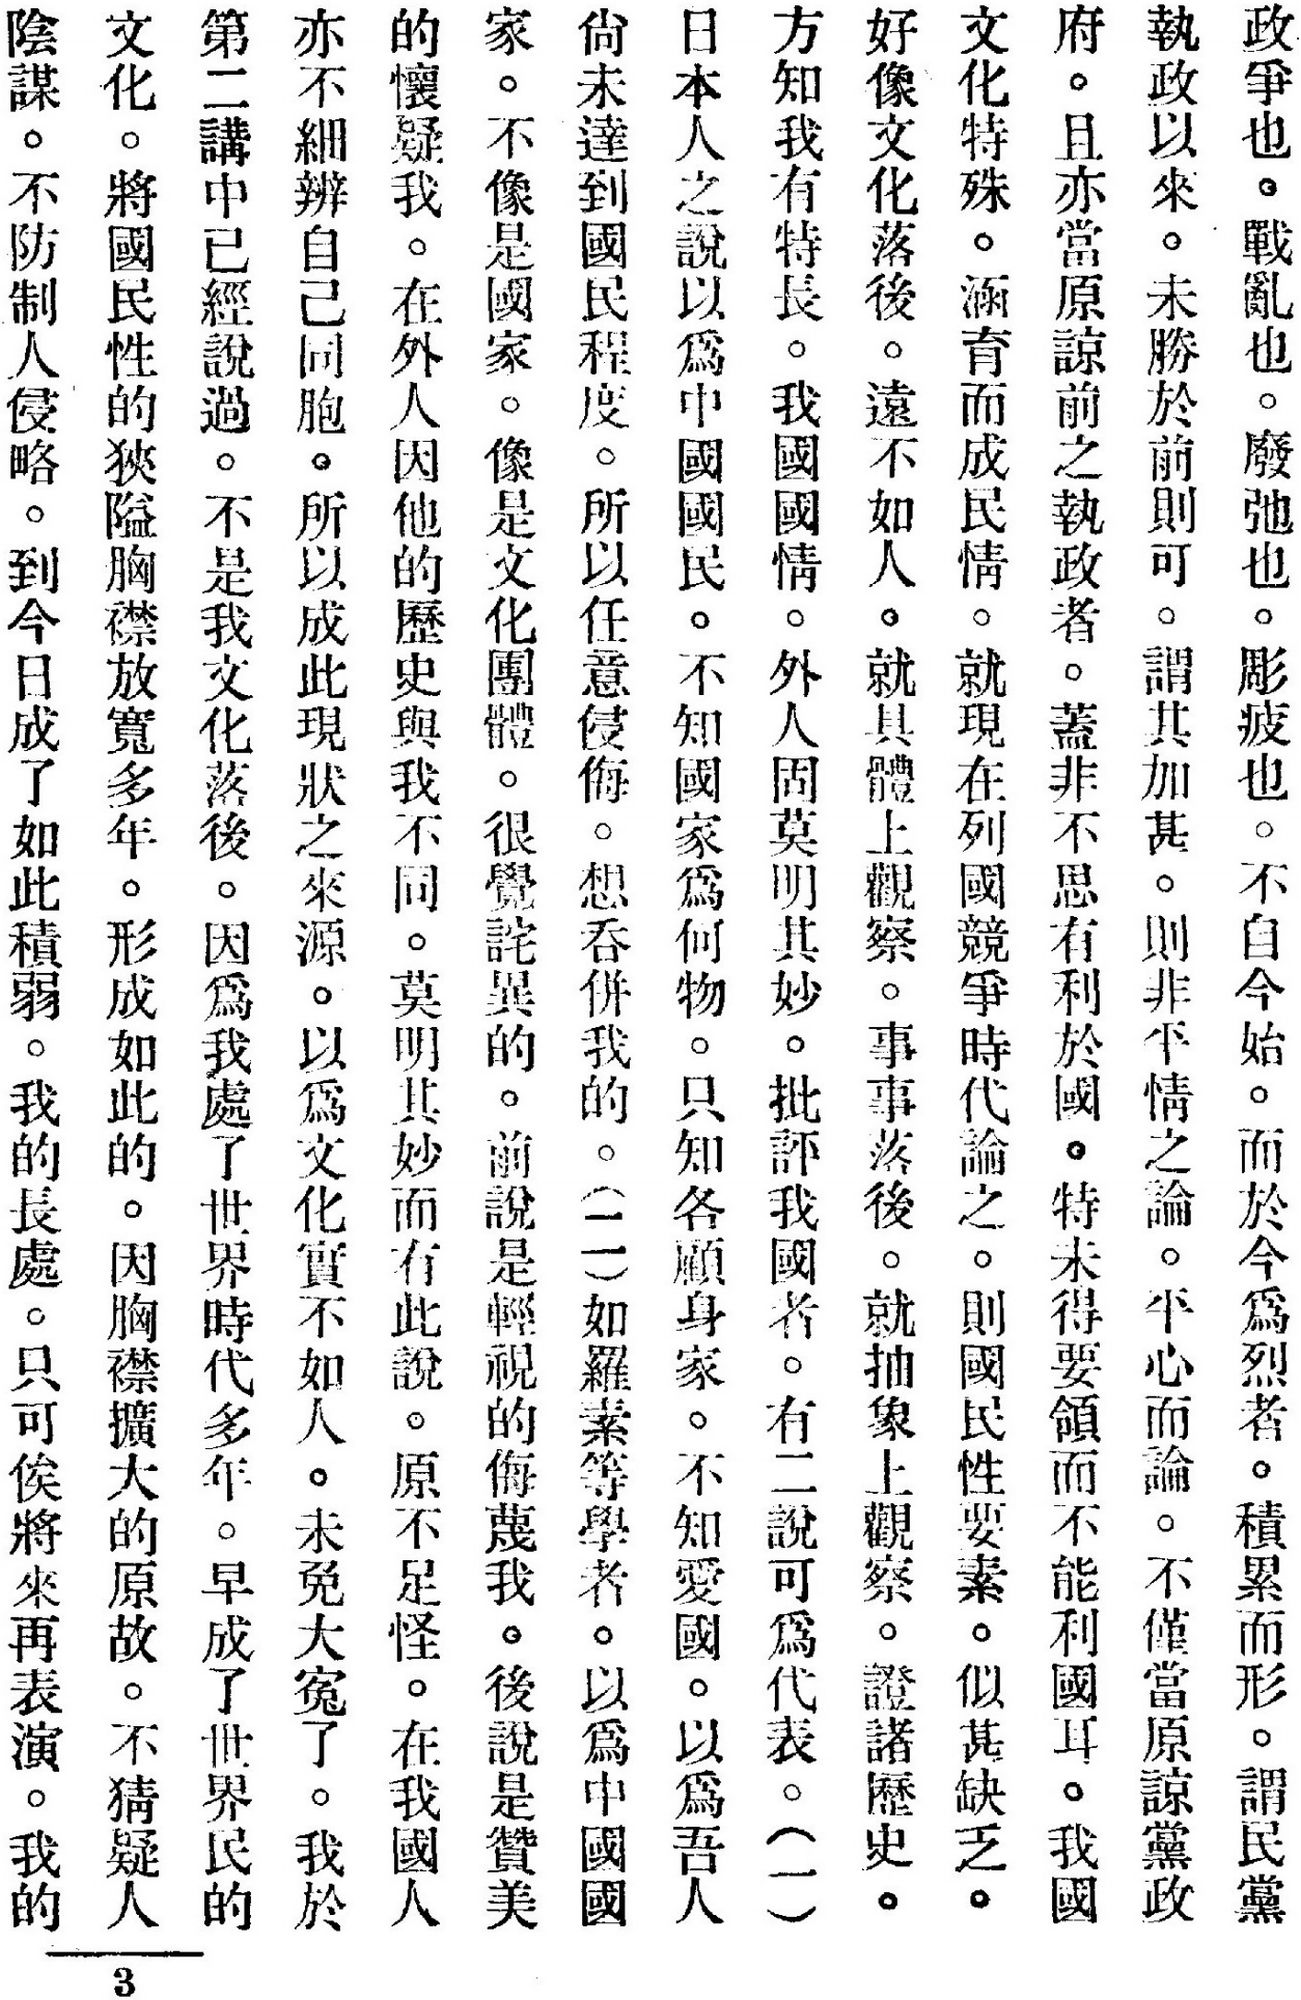 政爭也。戰亂也。廢弛也。彫疲也。不自今始。而於今爲烈者。積累而形。謂民黨
執政以來。未勝於前則可。謂其加甚。則非平情之論。平心而論。不僅當原諒黨政
府。且亦當原諒前之執政者。蓋非不思有利於國。特未得要領而不能利國耳。我國
文化特殊。涵育而成民情。就現在列國競爭時代論之。則國民性要素。似甚缺乏。
好像文化落後。遠不如人。就具體上觀察。事事落後。就抽象上觀察。證諸歷史。
方知我有特長。我國國情。外人固莫明其妙。批評我國者。有二說可爲代表。(一)
日本人之說以爲中國國民。不知國家爲何物。只知各顧身家。不知愛國。以爲吾人
尙未達到國民程度。所以任意侵侮。想吞併我的。(二)如羅素等學者。以爲中國國
家。不像是國家。像是文化團體。很覺詫異的。前說是輕視的侮蔑我。後說是贊美
的懷疑我。在外人因他的歷史與我不同。莫明其妙而有此說。原不足怪。在我國人
亦不細辨自己同胞。所以成此現狀之來源。以爲文化實不如人。未免大冤了。我於
第二講中已經說過。不是我文化落後。因爲我處了世界時代多年。早成了世界民的
文化。將國民性的狹隘胸襟放寬多年。形成如此的。因胸襟擴大的原故。不猜疑人
陰謀。不防制人侵略。到今日成了如此積弱。我的長處。只可俟將來再表演。我的
3